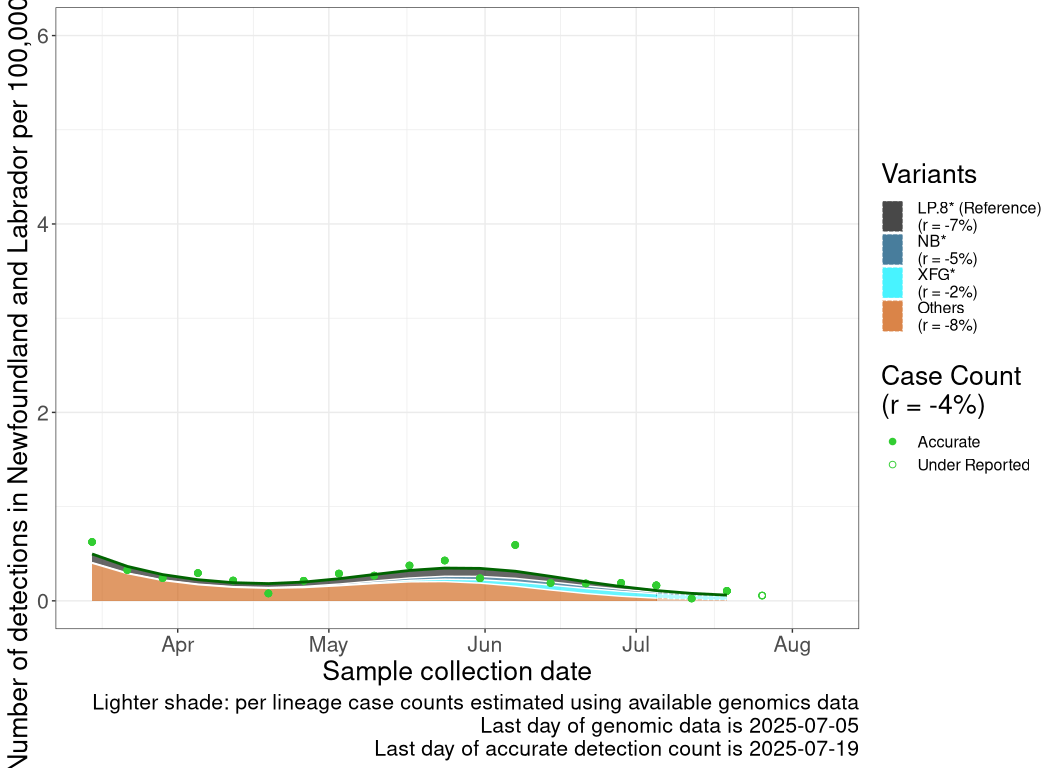 Number of detections in Newfoundland and Labrador per 100,000
6
4
2
0
Apr
May
Jun
Jul
Aug
Sample collection date
Lighter shade: per lineage case counts estimated using available genomics data
Last day of genomic data is 2025-07-05
Last day of accurate detection count is 2025-07-19
Variants
LP.8* (Reference)
(r = -7%)
NB*
(r = -5%)
XFG*
(r = -2%)
Others
(r = -8%)
Case Count
(r = -4%)
Accurate
Under Reported